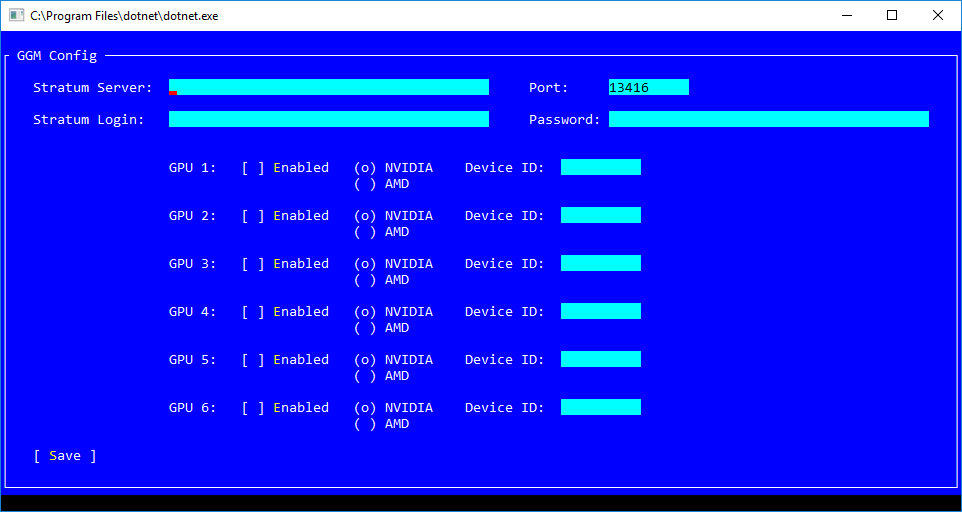 C:\Program Files\dotnet\dotnet.exe
GGM Config
Stratum Server: Port: 13416
Stratum Login: Password:
GPU 1: [ ] Enabled (o) NVIDIA Device ID:
( ) AMD
GPU 2: [ ] Enabled (o) NVIDIA Device ID:
( ) AMD
GPU 3: [ ] Enabled (o) NVIDIA Device ID:
( ) AMD
GPU 4: [ ] Enabled (o) NVIDIA Device ID:
( ) AMD
GPU 5: [ ] Enabled (o) NVIDIA Device ID:
( ) AMD
GPU 6: [ ] Enabled (o) NVIDIA Device ID:
( ) AMD
[ Save ]